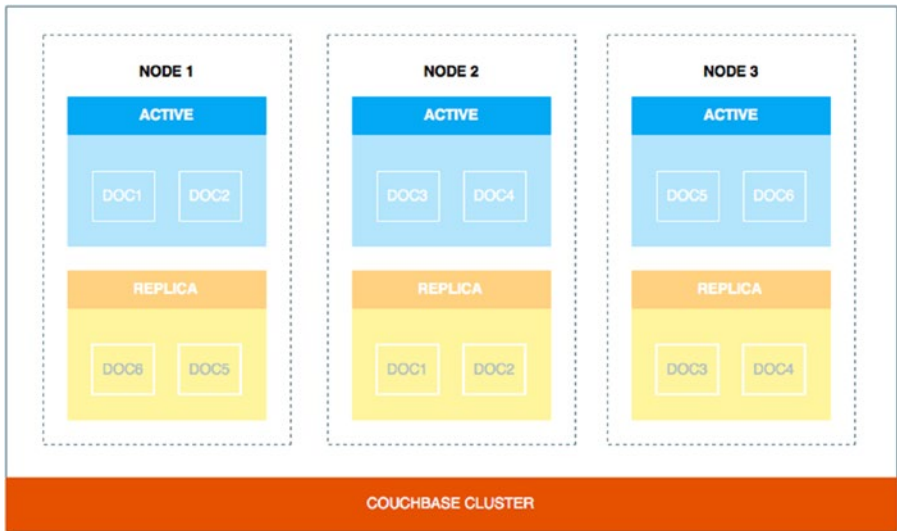 NODE 1
ACTIVE
DOC1 DOC2
REPLICA
DOC6 DOC5
NODE 2
ACTIVE
DOC3 DOC4
REPLICA
DOC1 DOC2
NODE 3
ACTIVE
DOC5 DOC6
REPLICA
DOC3 DOC4
COUCHBASE CLUSTER